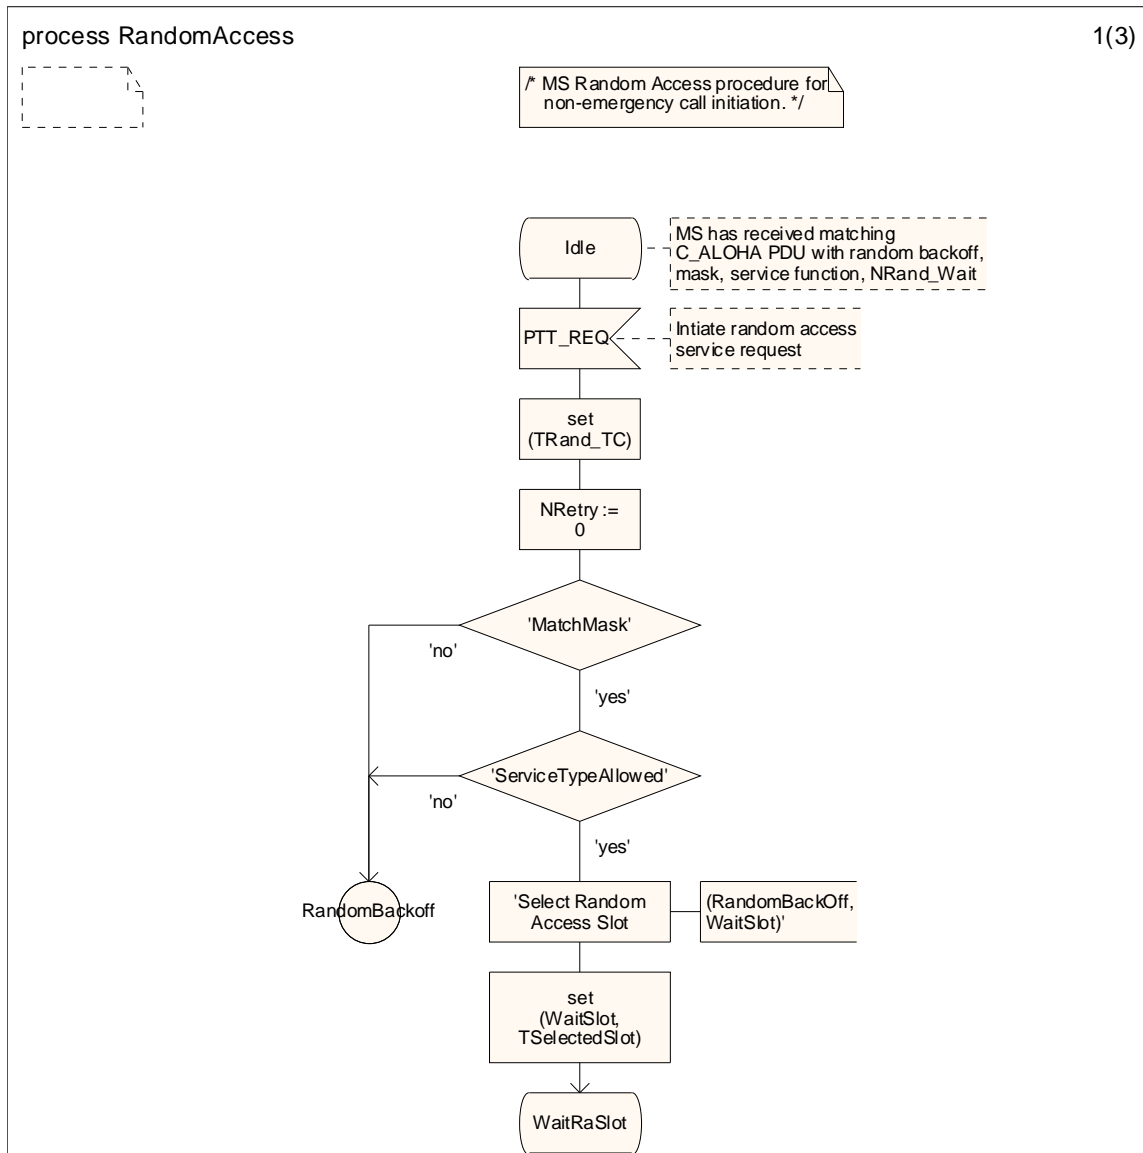 process RandomAccess
1(3)
/* MS Random Access procedure for
non-emergency call initiation. */
Idle
MS has received matching
C_ALOHA PDU with random backoff,
mask, service function, NRand_Wait
PTT_REQ
Intiate random access
service request
set
(TRand_TC)
NRetry :=
0
'MatchMask'
'no'
'yes'
'ServiceTypeAllowed'
'no'
'yes'
RandomBackoff
'Select Random
Access Slot
(RandomBackOff,
WaitSlot)'
set
(WaitSlot,
TSelectedSlot)
WaitRaSlot